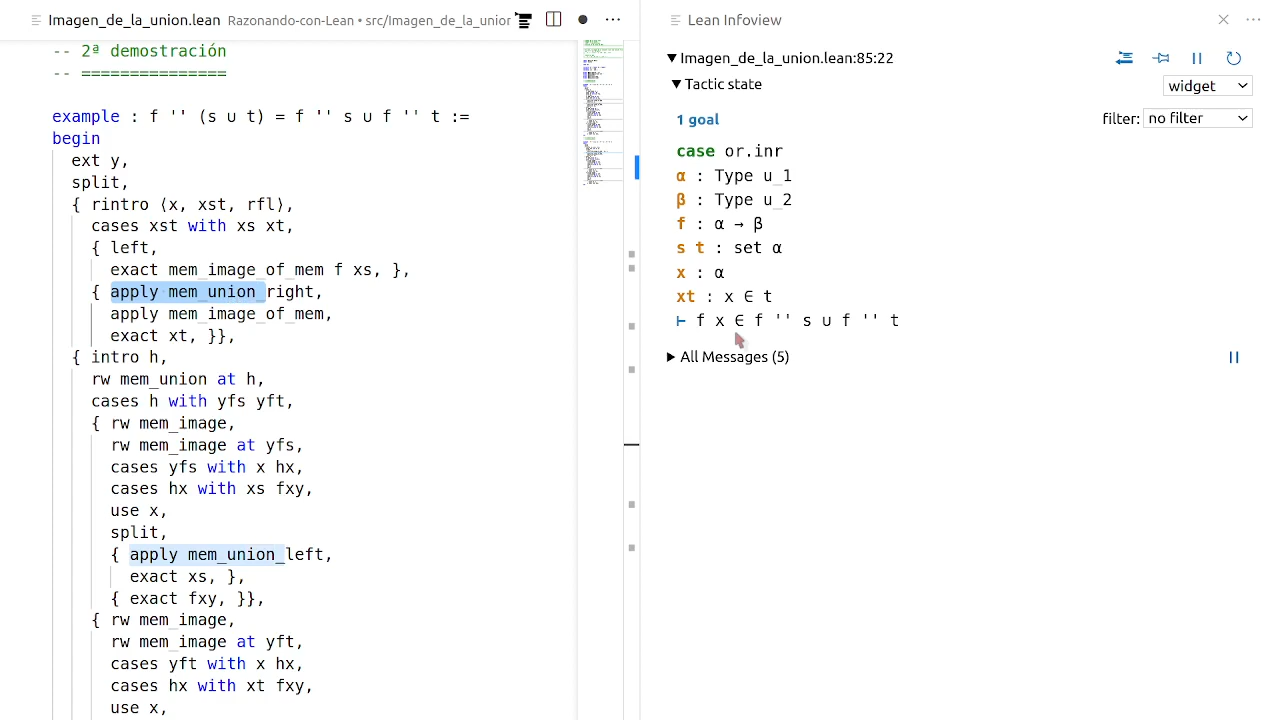 Imagen_de_la_union.lean Razonando-con-Lean • src/Imagen_de_la_unior
-- 2ª demostración
-- ===============
example : f '' (s ∪ t) = f '' s ∪ f '' t :=
begin
ext y,
split,
{ rintro ⟨x, xst, rfl⟩,
cases xst with xs xt,
{ left,
exact mem_image_of_mem f xs, },
{ apply mem_union_right,
apply mem_image_of_mem,
exact xt, }},
{ intro h,
rw mem_union at h,
cases h with yfs yft,
{ rw mem_image,
rw mem_image at yfs,
cases yfs with x hx,
cases hx with xs fxy,
use x,
split,
{ apply mem_union_left,
exact xs, },
{ exact fxy, }},
{ rw mem_image,
rw mem_image at yft,
cases yft with x hx,
cases hx with xt fxy,
use x,
Lean Infoview
▼Imagen_de_la_union.lean:85:22
▼Tactic state
widget
1 goal
filter: no filter
case or.inr
α : Type u_1
β : Type u_2
f : α → β
s t : set α
x : α
xt : x ∈ t
⊢ f x ∈ f '' s ∪ f '' t
▶All Messages (5)